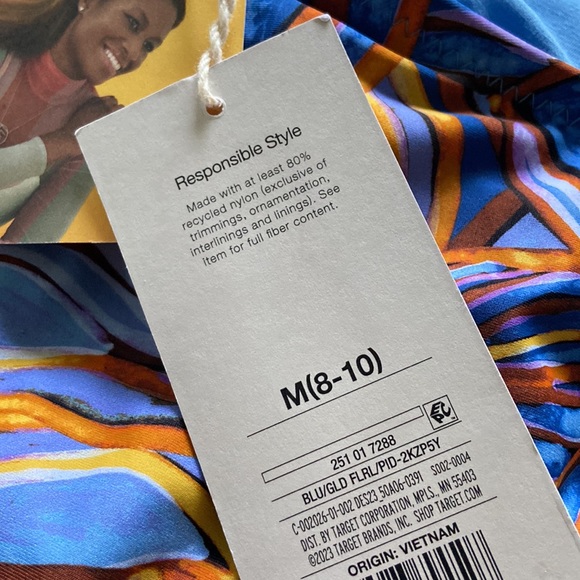 Responsible Style
Made with at least 80%
recycled nylon (exclusive of
trimmings, ornamentation,
interlinings and linings). See
item for full fiber content.
M(8-10)
EPC
251 01 7288
BLU/GLD FLRL/PID-2KZP5Y
C-002026-01-002 DES23_50A06-0391 S002-0004
DIST. BY TARGET CORPORATION, MPLS., MN 55403
©2023 TARGET BRANDS, INC. SHOP TARGET.COM
ORIGIN: VIETNAM